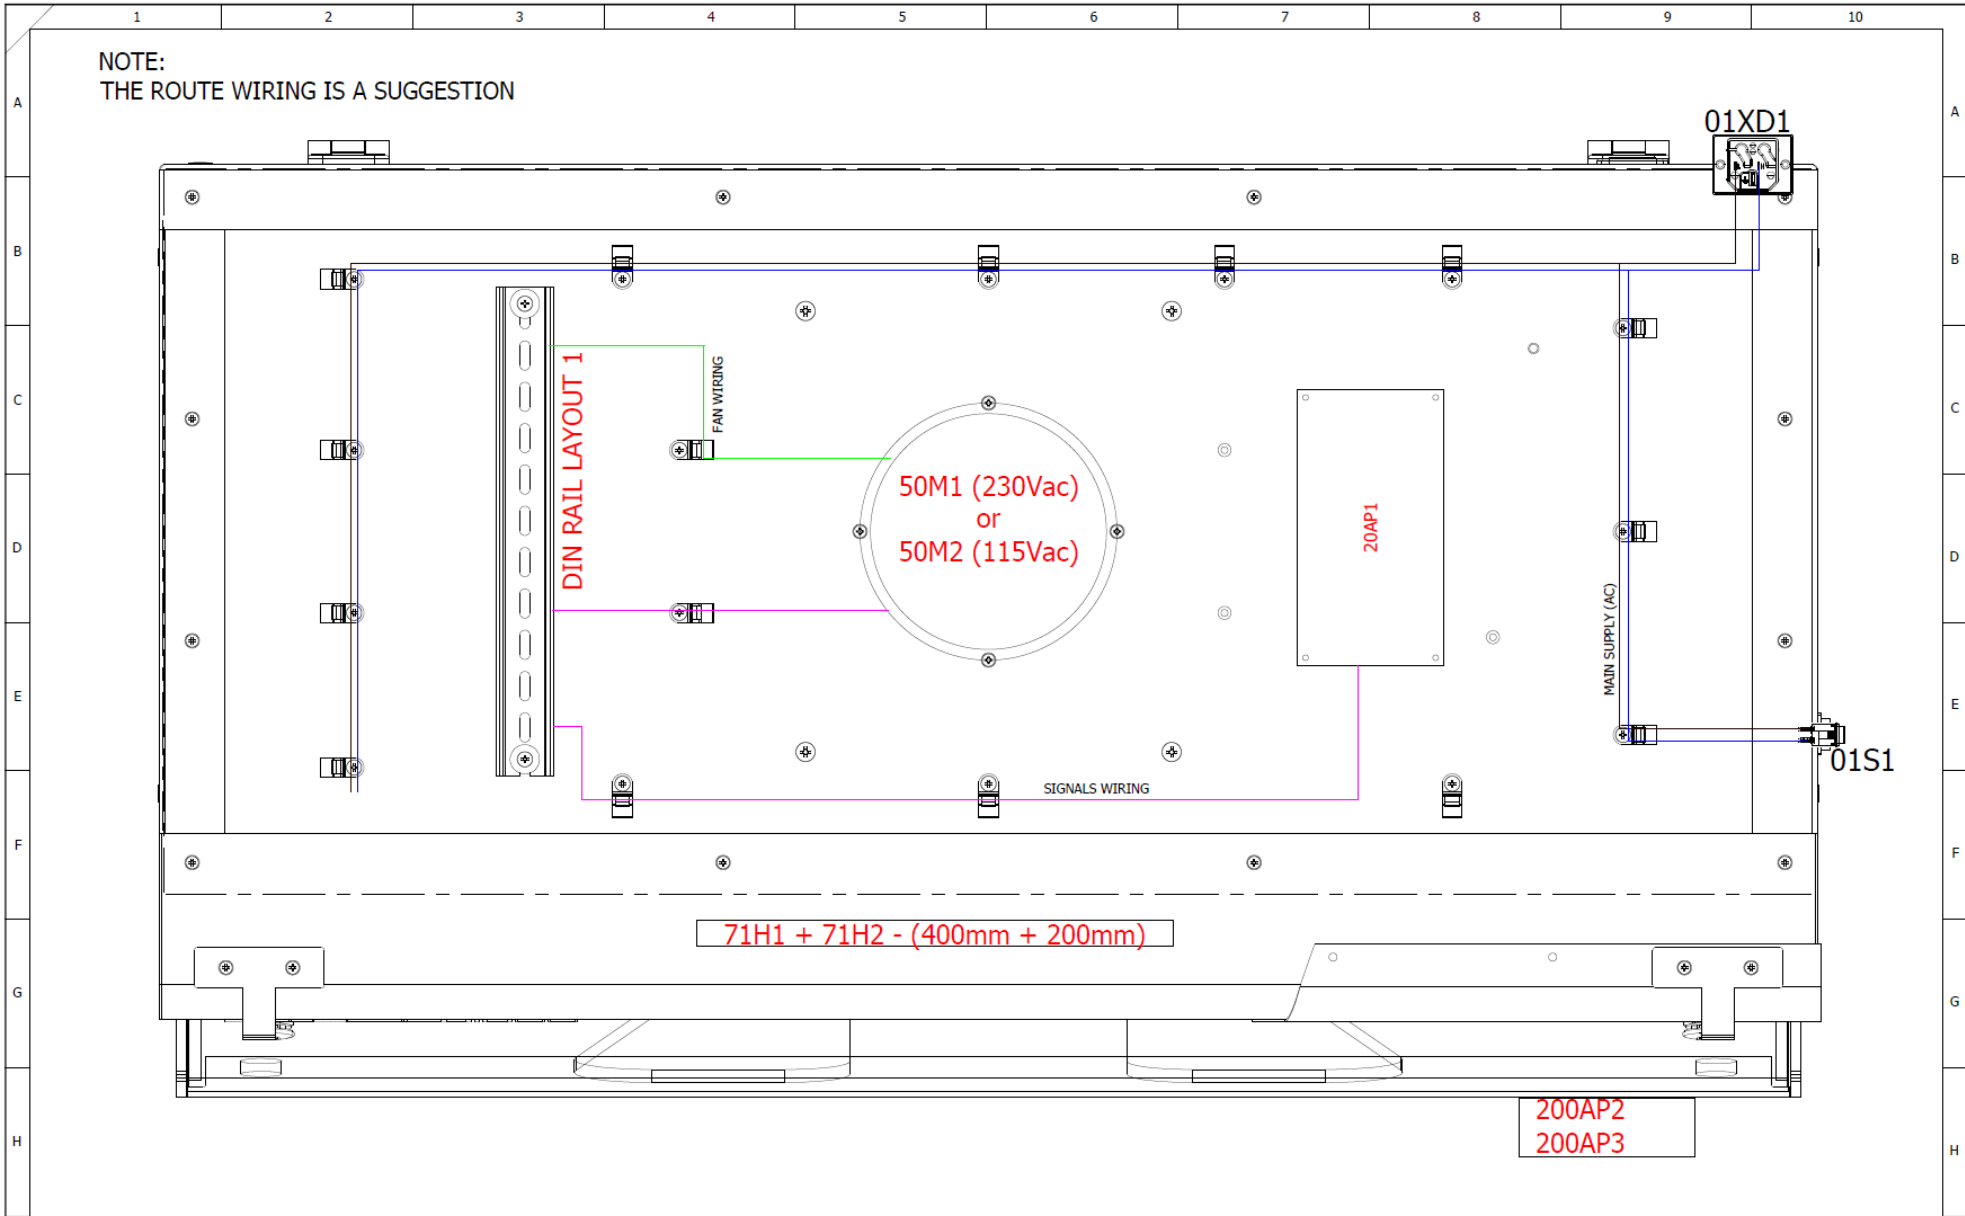 1 2 3 4 5 6 7 8 9 10
NOTE:
THE ROUTE WIRING IS A SUGGESTION
A A
01XD1
B B
C C
DIN RAIL LAYOUT 1
FAN WIRING
50M1 (230Vac)
or
50M2 (115Vac)
20AP1
D D
MAIN SUPPLY (AC)
E E
01S1
SIGNALS WIRING
F F
71H1 + 71H2 - (400mm + 200mm)
G G
200AP2
200AP3
H H